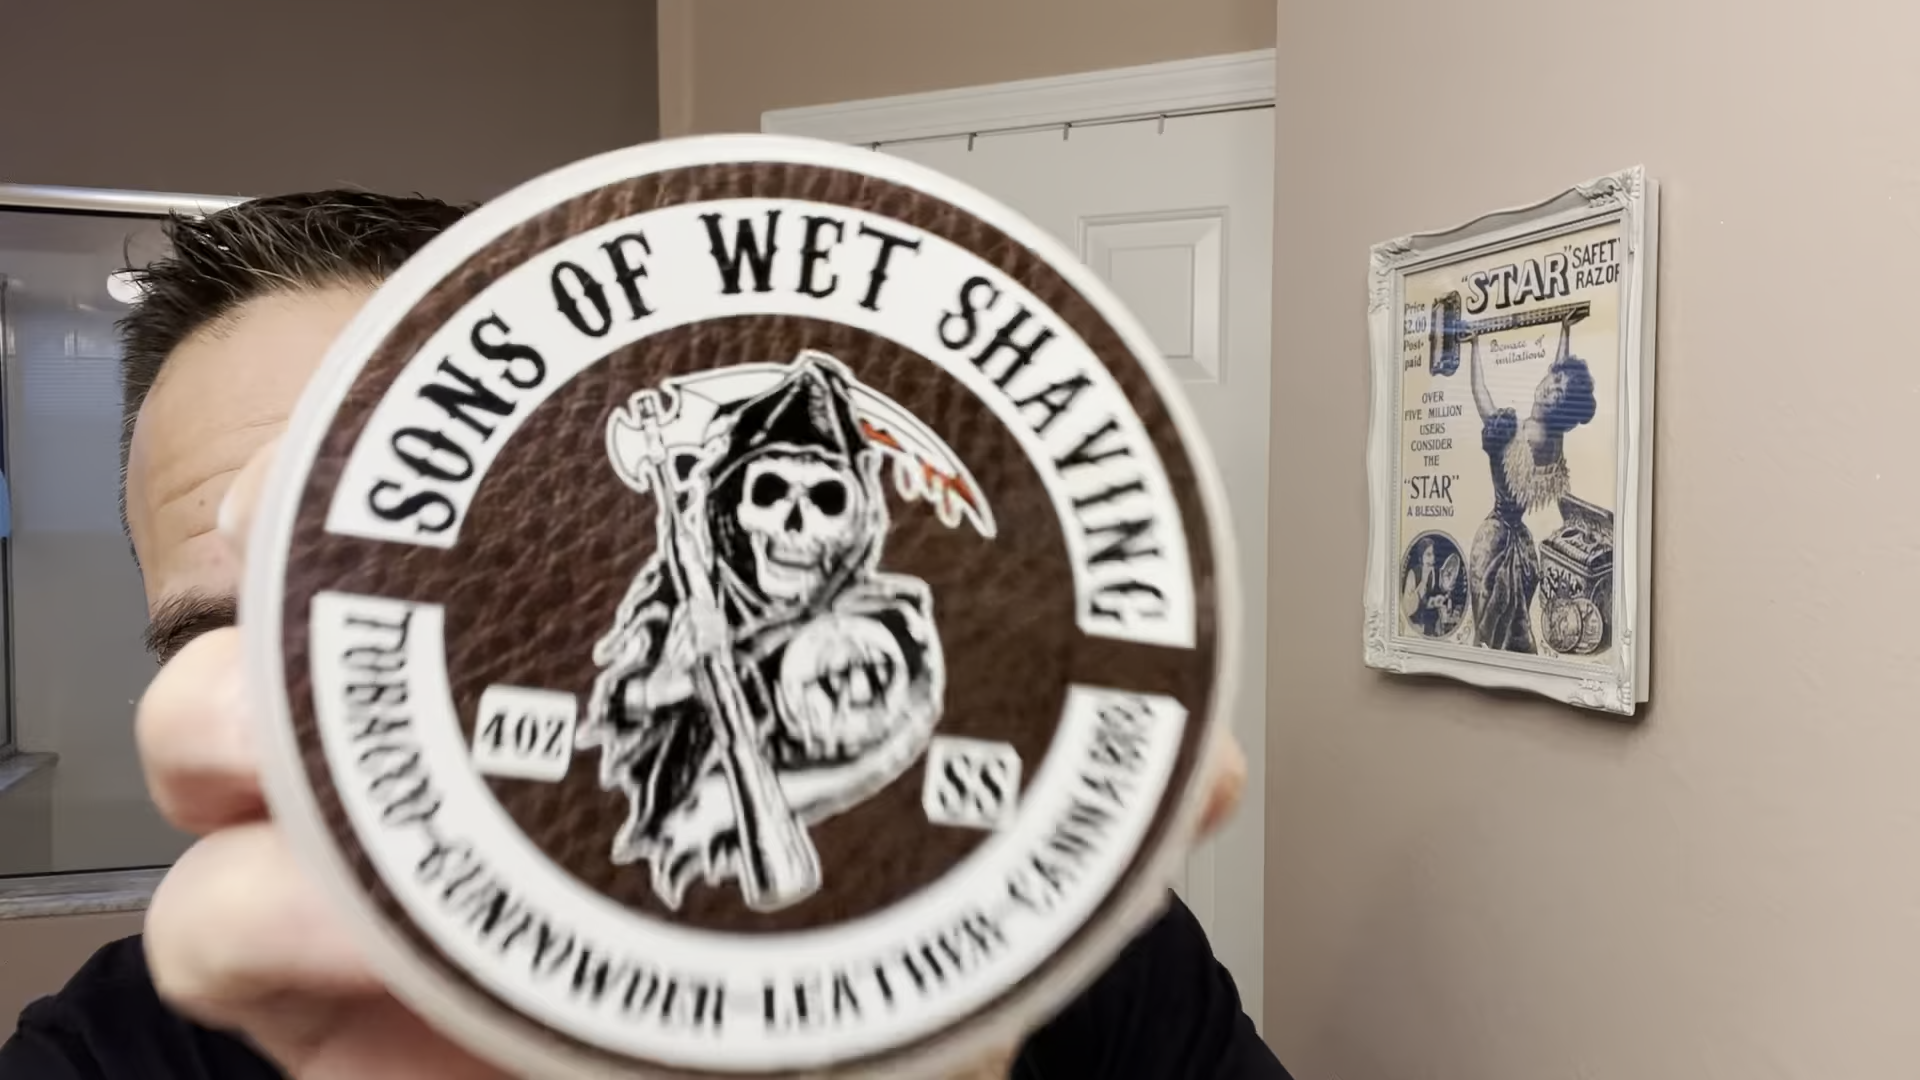 SONS OF WET SHAVING
TOBACCO-GUNPOWDER-LEATHER-CANNABIS
4OZ
SS
"STAR" SAFETY
RAZOR
Price
$2.00
Post-
paid
Beware of
imitations
OVER
FIVE MILLION
USERS
CONSIDER
THE
"STAR"
A BLESSING